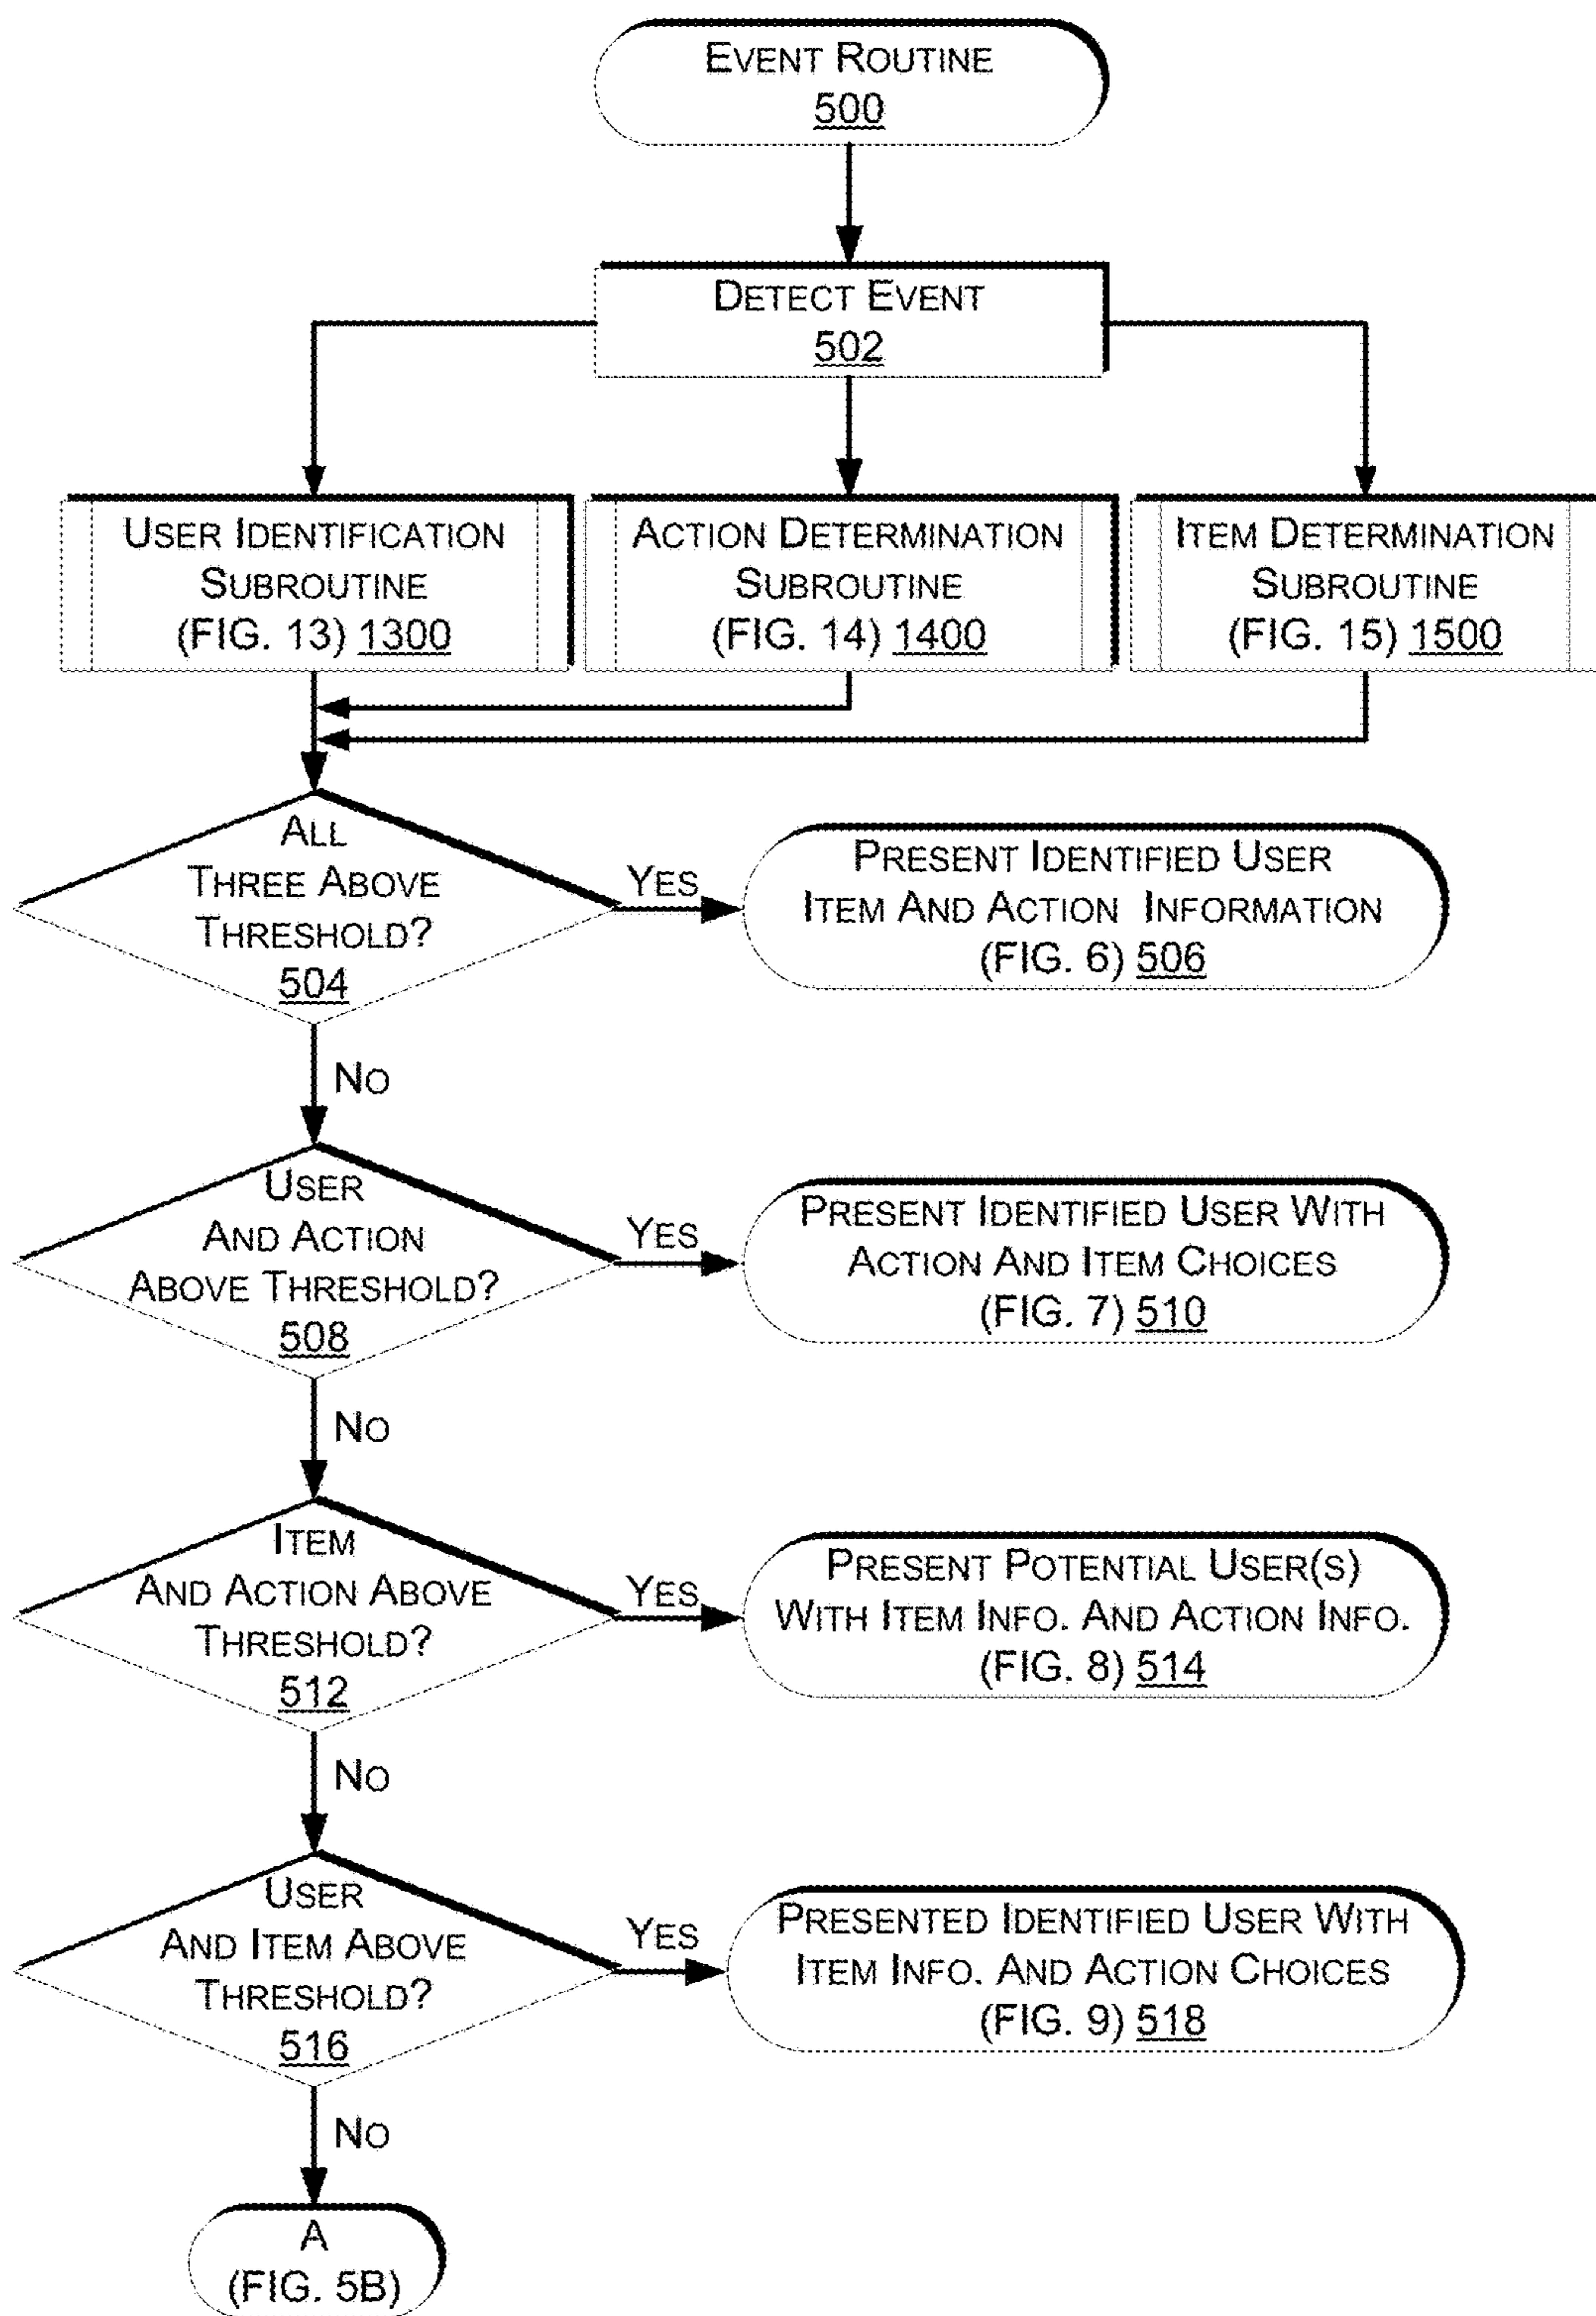 EVENT ROUTINE
500
DETECT EVENT
502
USER IDENTIFICATION
SUBROUTINE
(FIG. 13) 1300
ACTION DETERMINATION
SUBROUTINE
(FIG. 14) 1400
ITEM DETERMINATION
SUBROUTINE
(FIG. 15) 1500
ALL
THREE ABOVE
THRESHOLD?
504
YES
PRESENT IDENTIFIED USER
ITEM AND ACTION INFORMATION
(FIG. 6) 506
NO
USER
AND ACTION
ABOVE THRESHOLD?
508
YES
PRESENT IDENTIFIED USER WITH
ACTION AND ITEM CHOICES
(FIG. 7) 510
NO
ITEM
AND ACTION ABOVE
THRESHOLD?
512
YES
PRESENT POTENTIAL USER(S)
WITH ITEM INFO. AND ACTION INFO.
(FIG. 8) 514
NO
USER
AND ITEM ABOVE
THRESHOLD?
516
YES
PRESENTED IDENTIFIED USER WITH
ITEM INFO. AND ACTION CHOICES
(FIG. 9) 518
NO
A
(FIG. 5B)